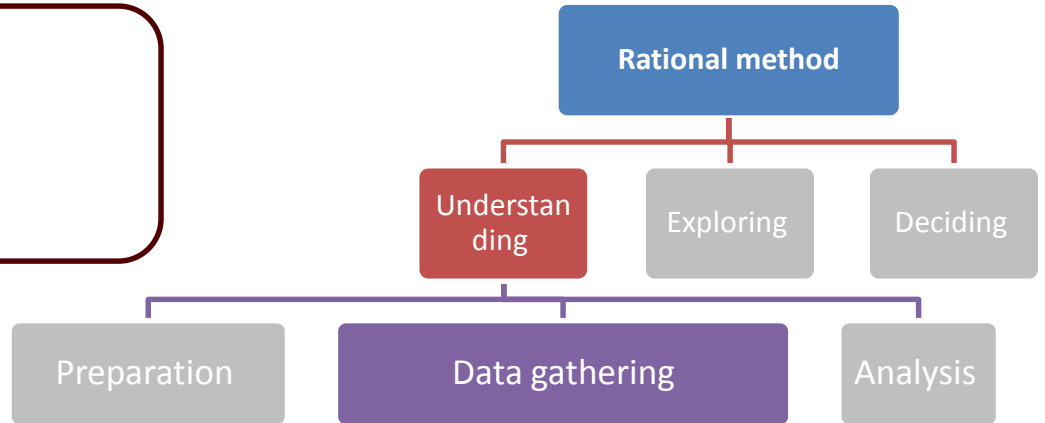 Rational method
Understan
ding
Exploring
Deciding
Preparation
Data gathering
Analysis